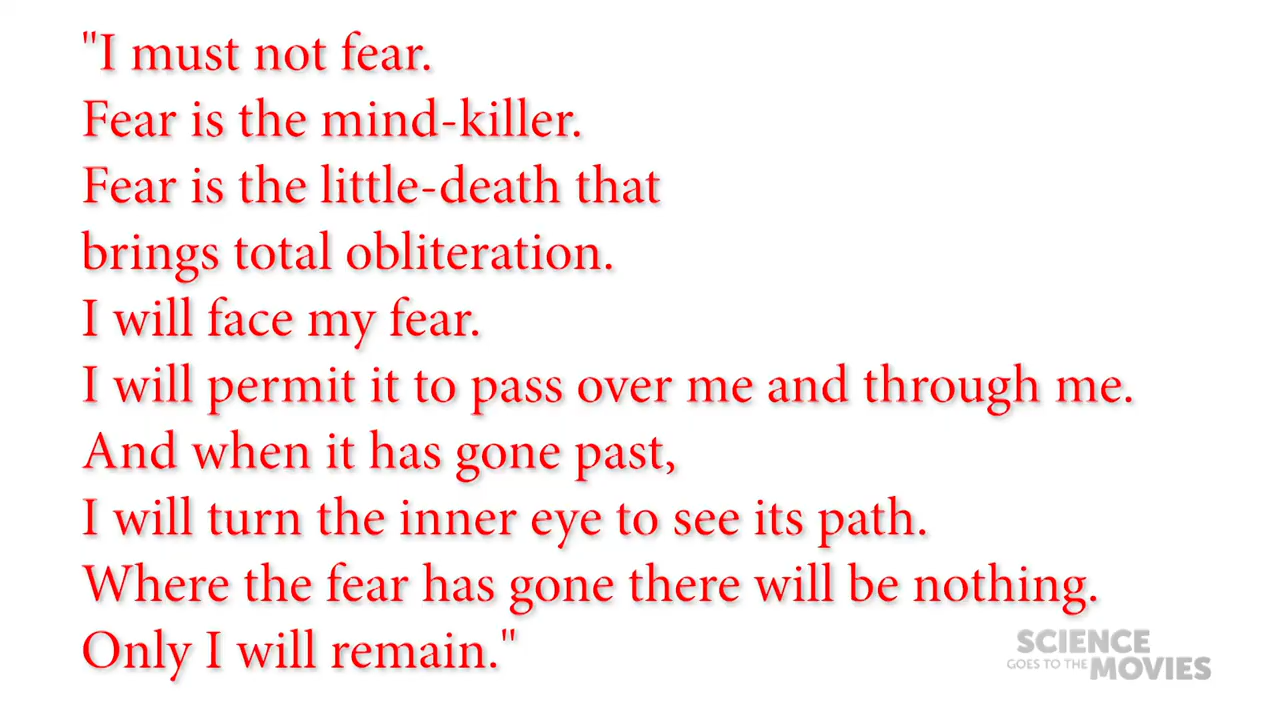 "I must not fear.
Fear is the mind-killer.
Fear is the little-death that
brings total obliteration.
I will face my fear.
I will permit it to pass over me and through me.
And when it has gone past,
I will turn the inner eye to see its path.
Where the fear has gone there will be nothing.
Only I will remain."
SCIENCE
GOES TO THE MOVIES